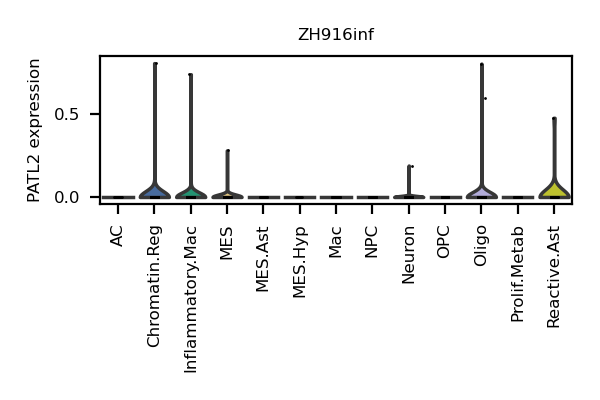 ZH916inf
PATL2 expression
0.5
0.0
AC
Chromatin.Reg
Inflammatory.Mac
MES
MES.Ast
MES.Hyp
Mac
NPC
Neuron
OPC
Oligo
Prolif.Metab
Reactive.Ast